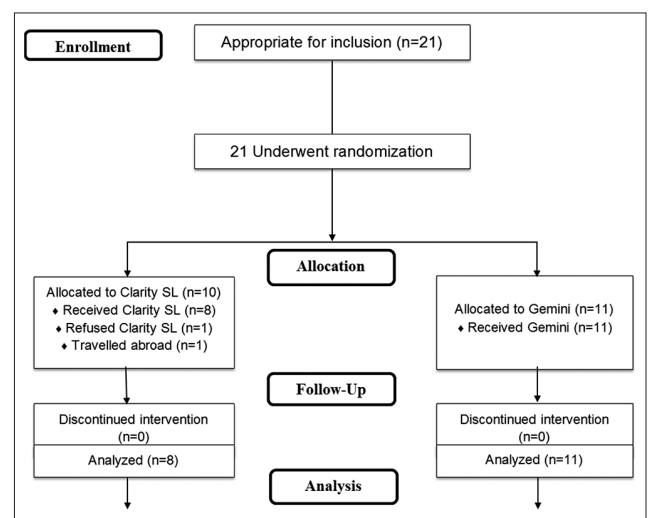 Enrollment
Appropriate for inclusion (n=21)
21 Underwent randomization
Allocation
Allocated to Clarity SL (n=10)
♦ Received Clarity SL (n=8)
♦ Refused Clarity SL (n=1)
♦ Travelled abroad (n=1)
Allocated to Gemini (n=11)
♦ Received Gemini (n=11)
Follow-Up
Discontinued intervention
(n=0)
Analyzed (n=8)
Discontinued intervention
(n=0)
Analyzed (n=11)
Analysis